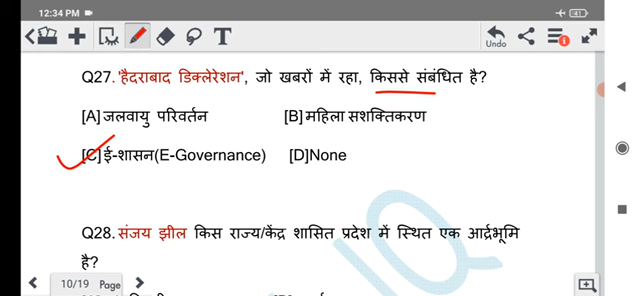 12:34 PM
41
T
Undo
Q27.'हैदराबाद डिक्लेरेशन', जो खबरों में रहा, किससे संबंधित है?
[A]जलवायु परिवर्तन [B]महिला सशक्तिकरण
[C]ई-शासन(E-Governance) [D]None
Q28.संजय झील किस राज्य/केंद्र शासित प्रदेश में स्थित एक आर्द्रभूमि
है?
10/19 Page